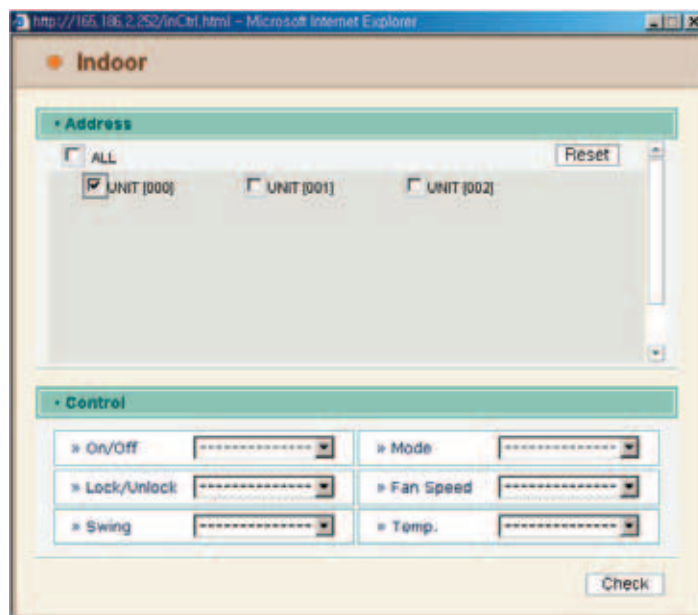 http://165.186.2.252/inCtrl.html - Microsoft Internet Explorer
Indoor
• Address
ALL Reset
UNIT [000] UNIT [001] UNIT [002]
• Control
» On/Off -------------- » Mode --------------
» Lock/Unlock -------------- » Fan Speed --------------
» Swing -------------- » Temp. --------------
Check